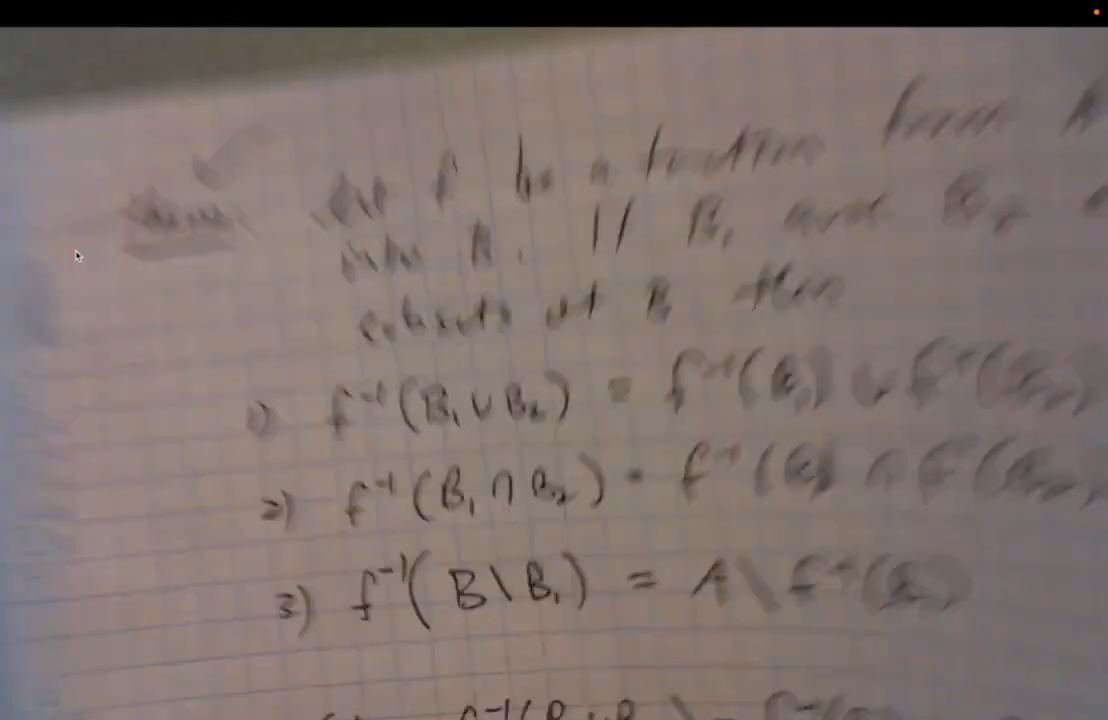 Let f be a function from A
into B. If B₁ and B₂
subsets of B then
1) f⁻¹(B₁ ∪ B₂) = f⁻¹(B₁) ∪ f⁻¹(B₂)
2) f⁻¹(B₁ ∩ B₂) = f⁻¹(B₁) ∩ f⁻¹(B₂)
3) f⁻¹(B \ B₁) = A \ f⁻¹(B₁)